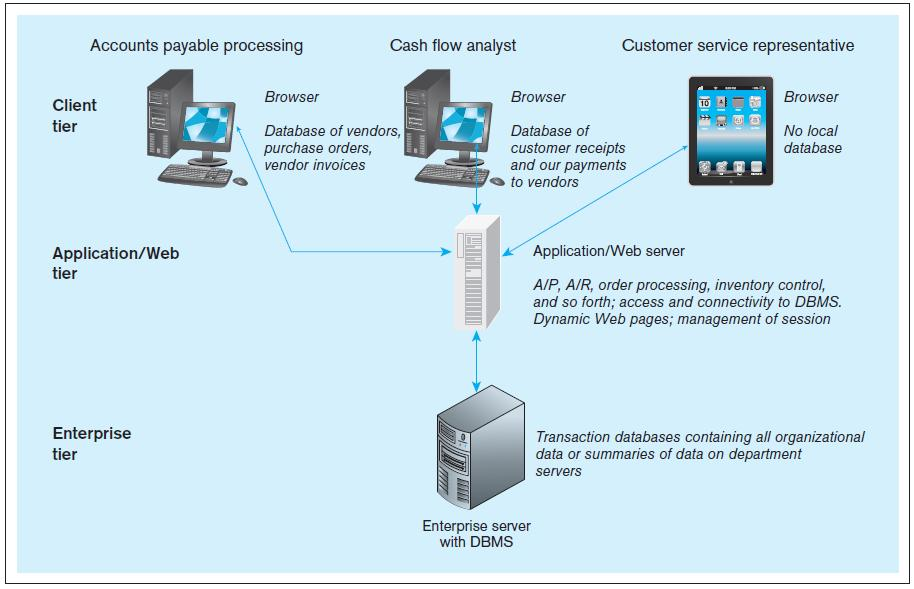 Accounts payable processing
Cash flow analyst
Customer service representative
Client
tier
Browser
Database of vendors,
purchase orders,
vendor invoices
Browser
Database of
customer receipts
and our payments
to vendors
Browser
No local
database
Application/Web
tier
Application/Web server
A/P, A/R, order processing, inventory control,
and so forth; access and connectivity to DBMS.
Dynamic Web pages; management of session
Enterprise
tier
Transaction databases containing all organizational
data or summaries of data on department
servers
Enterprise server
with DBMS